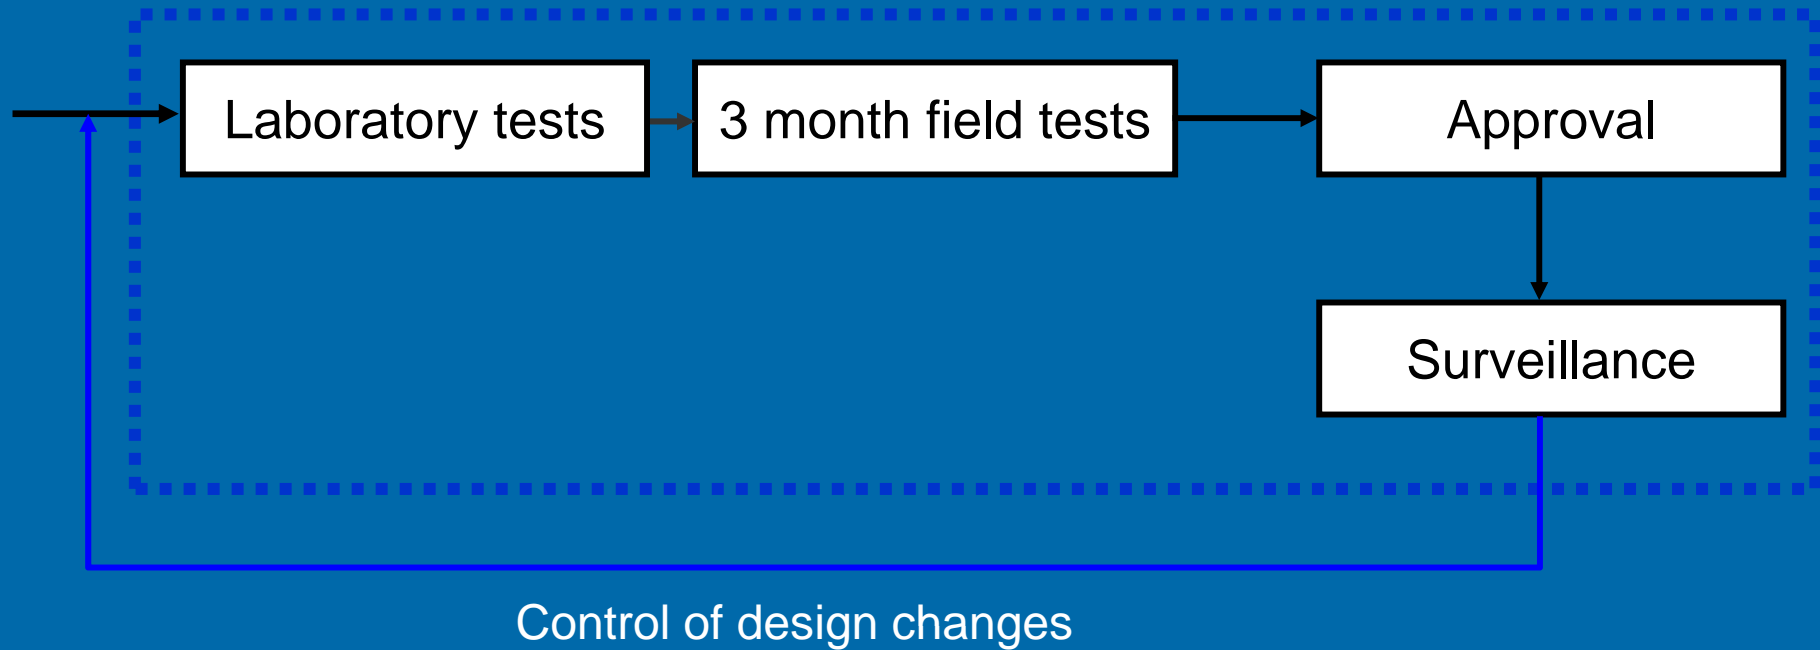 Laboratory tests
3 month field tests
Approval
Surveillance
Control of design changes